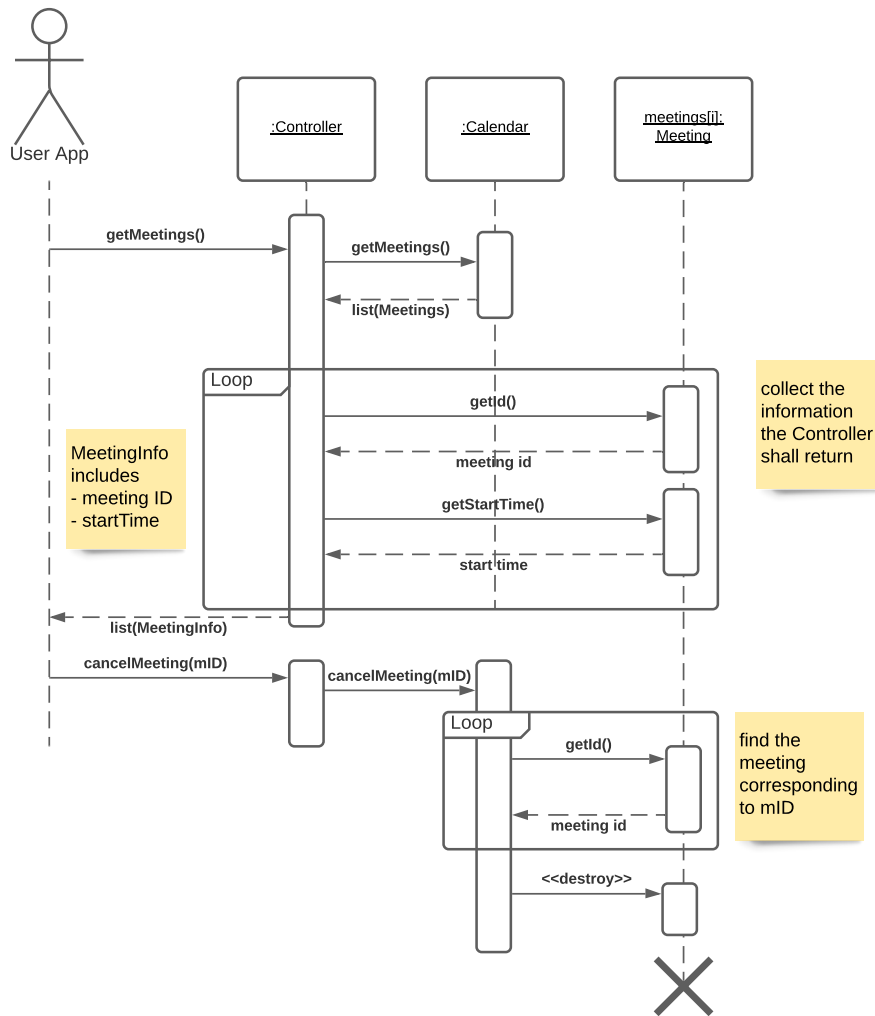 User App
:Controller
:Calendar
meetings[i]:
Meeting
getMeetings()
getMeetings()
list(Meetings)
Loop
getId()
meeting id
getStartTime()
start time
collect the
information
the Controller
shall return
MeetingInfo
includes
- meeting ID
- startTime
list(MeetingInfo)
cancelMeeting(mID)
cancelMeeting(mID)
Loop
getId()
meeting id
find the
meeting
corresponding
to mID
<<destroy>>